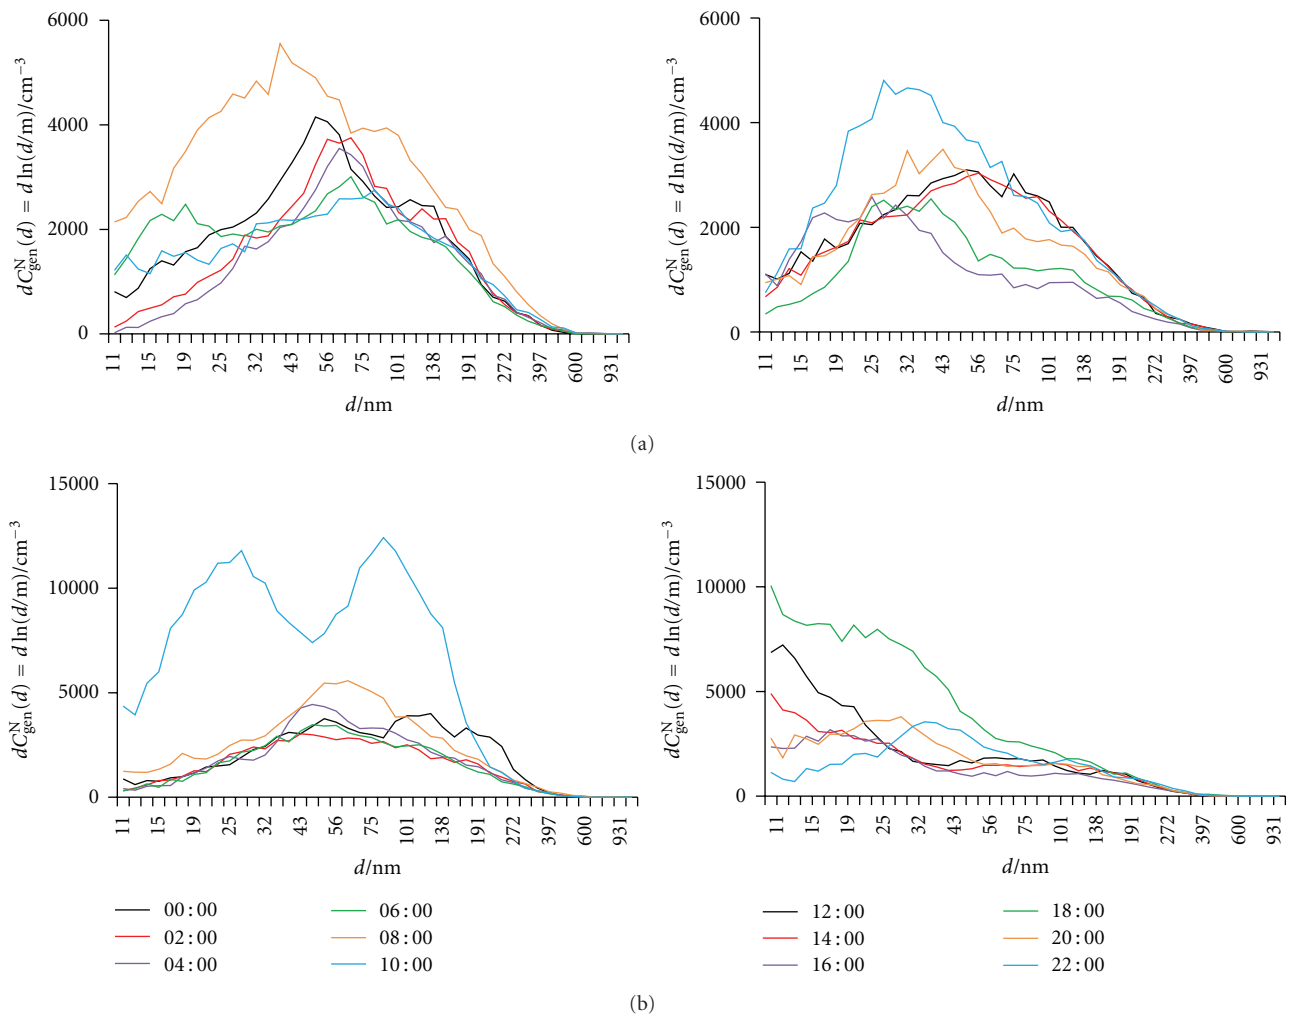 6000
4000
2000
0
dC^N_gen(d) = d ln(d/m)/cm^−3
11 15 19 25 32 43 56 75 101 138 191 272 397 600 931
d/nm
6000
4000
2000
0
dC^N_gen(d) = d ln(d/m)/cm^−3
11 15 19 25 32 43 56 75 101 138 191 272 397 600 931
d/nm
(a)
15000
10000
5000
0
dC^N_gen(d) = d ln(d/m)/cm^−3
11 15 19 25 32 43 56 75 101 138 191 272 397 600 931
d/nm
00:00
02:00
04:00
06:00
08:00
10:00
15000
10000
5000
0
dC^N_gen(d) = d ln(d/m)/cm^−3
11 15 19 25 32 43 56 75 101 138 191 272 397 600 931
d/nm
12:00
14:00
16:00
18:00
20:00
22:00
(b)